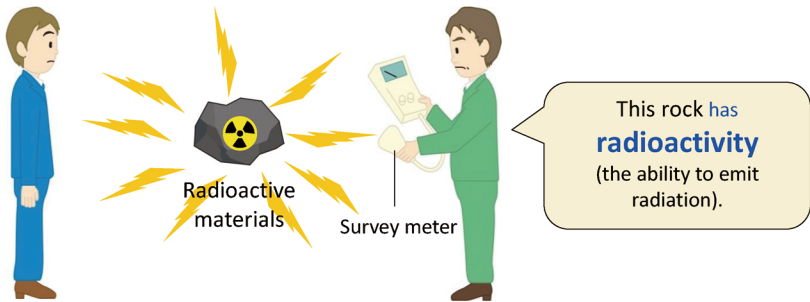 Radioactive
materials
Survey meter
This rock has
radioactivity
(the ability to emit
radiation).